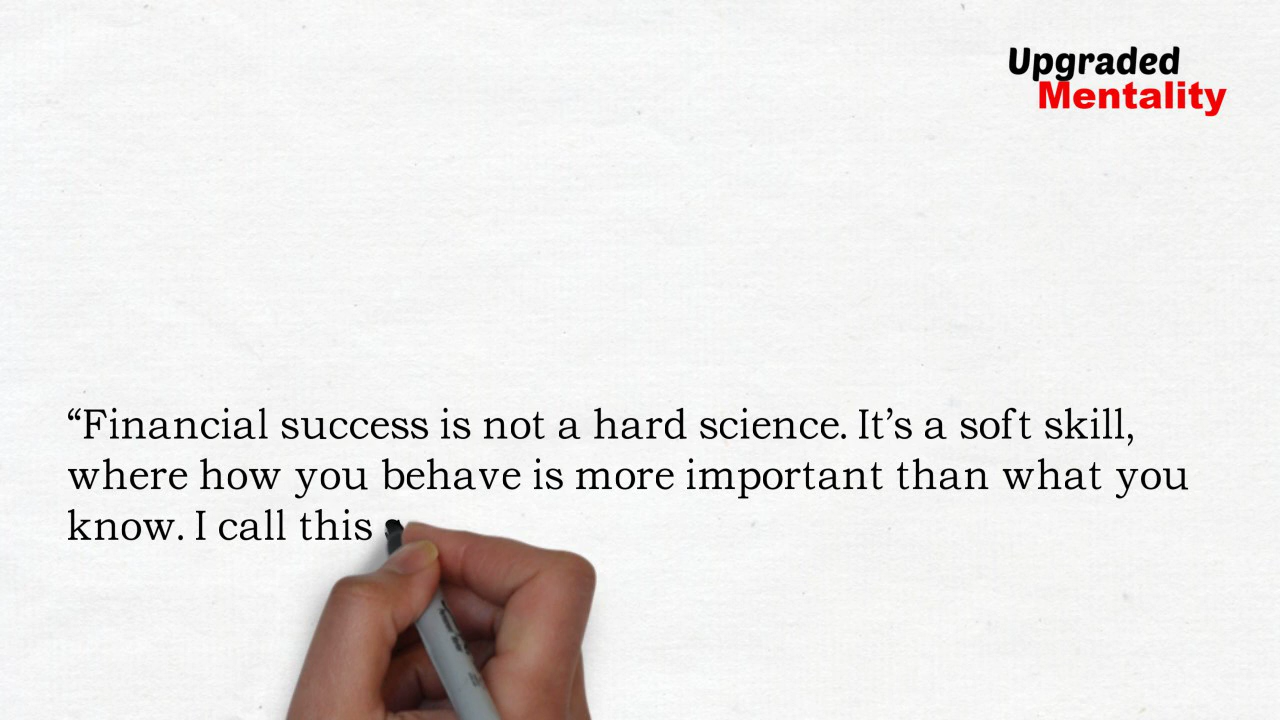 Upgraded
Mentality
“Financial success is not a hard science. It’s a soft skill,
where how you behave is more important than what you
know. I call this